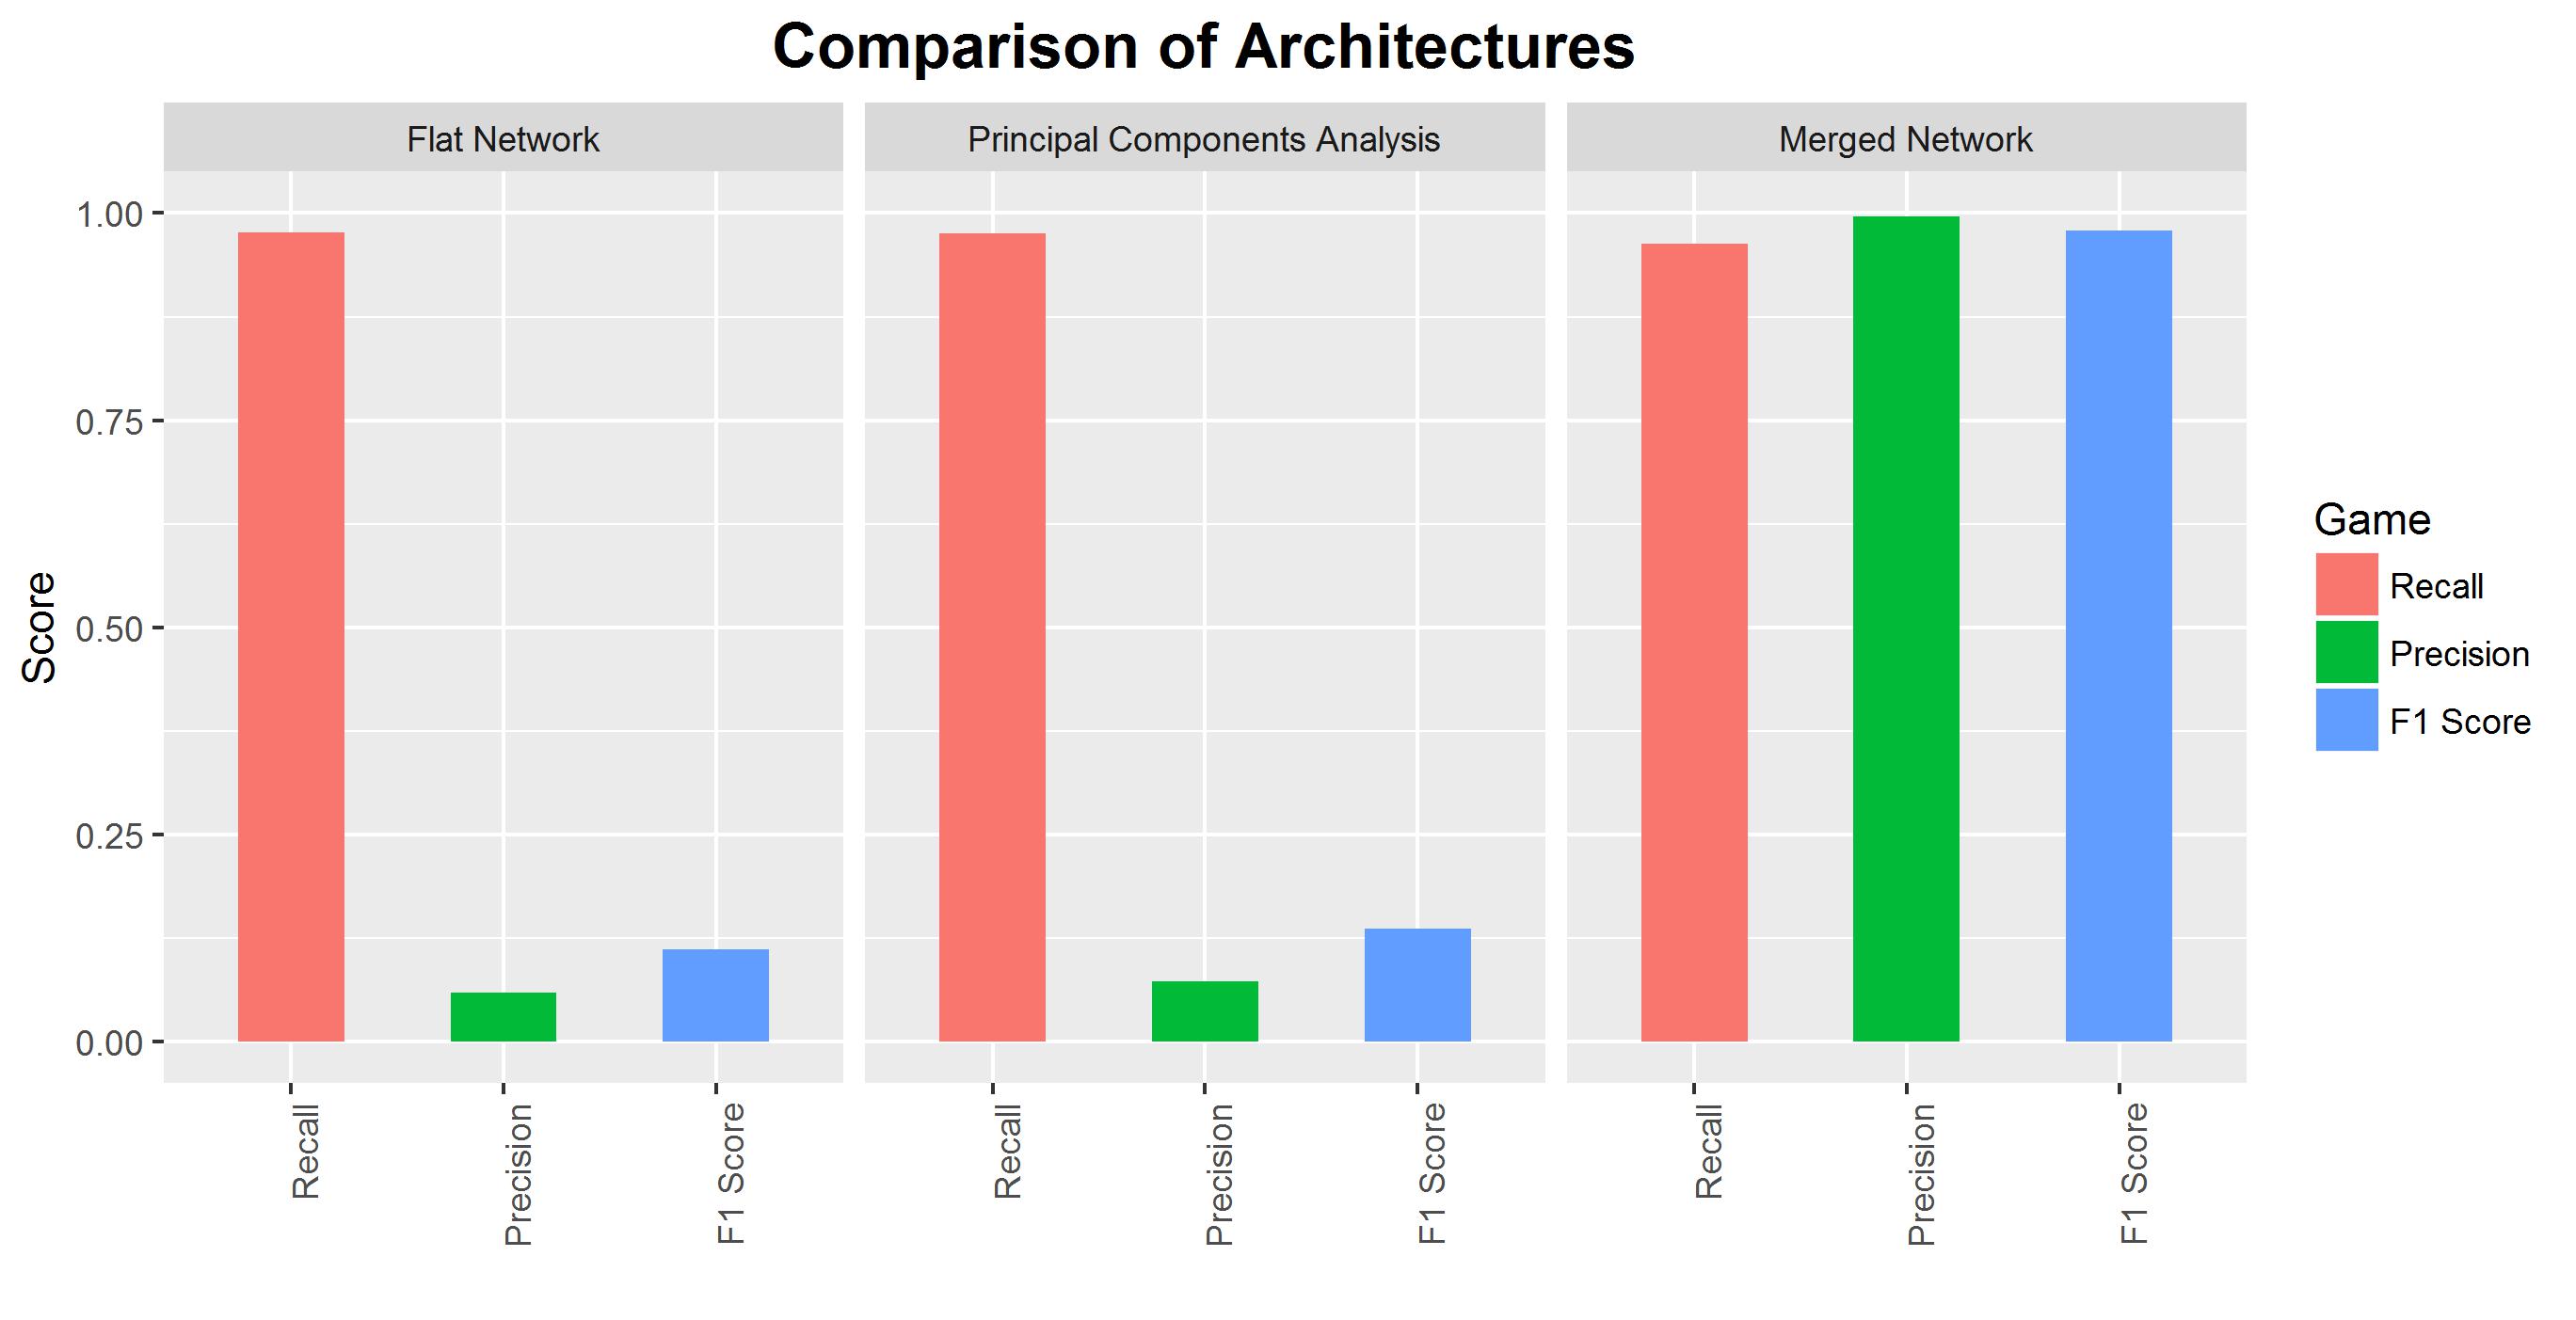 Comparison of Architectures
Flat Network
Principal Components Analysis
Merged Network
Score
1.00
0.75
0.50
0.25
0.00
Recall
Precision
F1 Score
Recall
Precision
F1 Score
Recall
Precision
F1 Score
Game
Recall
Precision
F1 Score